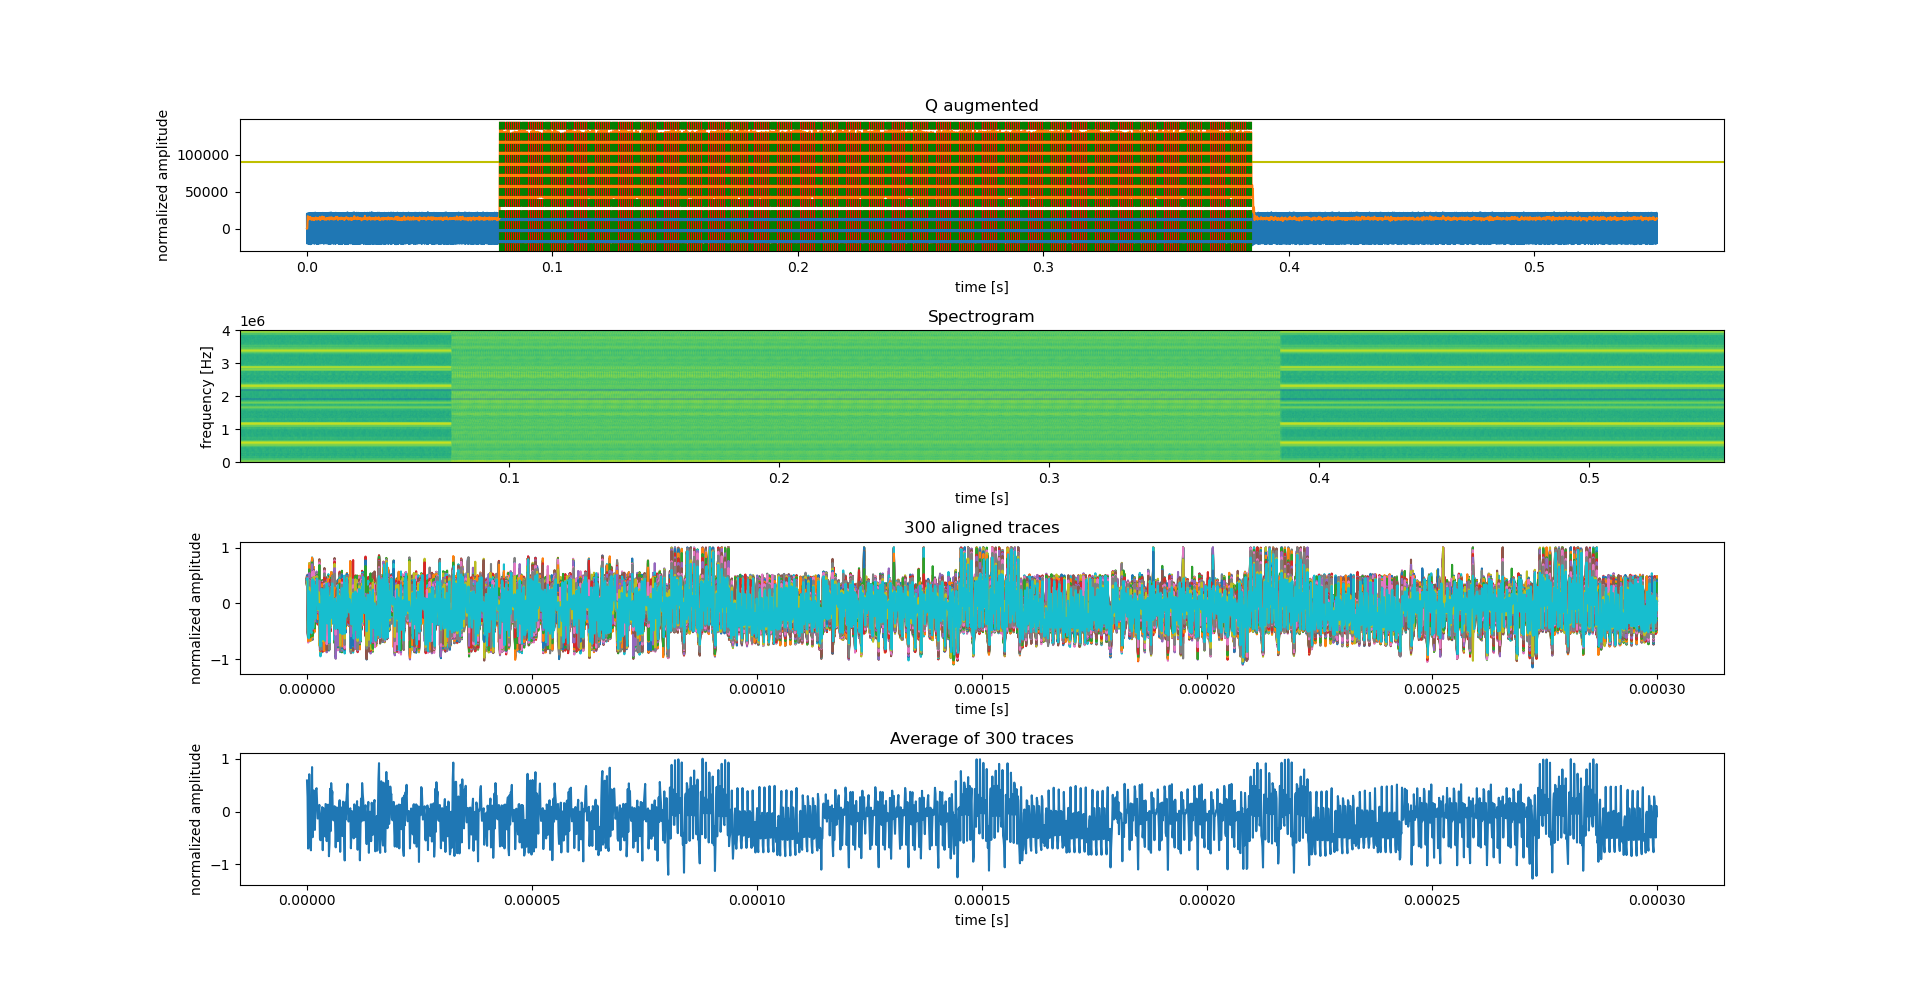 Q augmented
normalized amplitude
100000
50000
0
0.0 0.1 0.2 0.3 0.4 0.5
time [s]
Spectrogram
1e6
frequency [Hz]
4
3
2
1
0
0.1 0.2 0.3 0.4 0.5
time [s]
300 aligned traces
normalized amplitude
1
0
−1
0.00000 0.00005 0.00010 0.00015 0.00020 0.00025 0.00030
time [s]
Average of 300 traces
normalized amplitude
1
0
−1
0.00000 0.00005 0.00010 0.00015 0.00020 0.00025 0.00030
time [s]